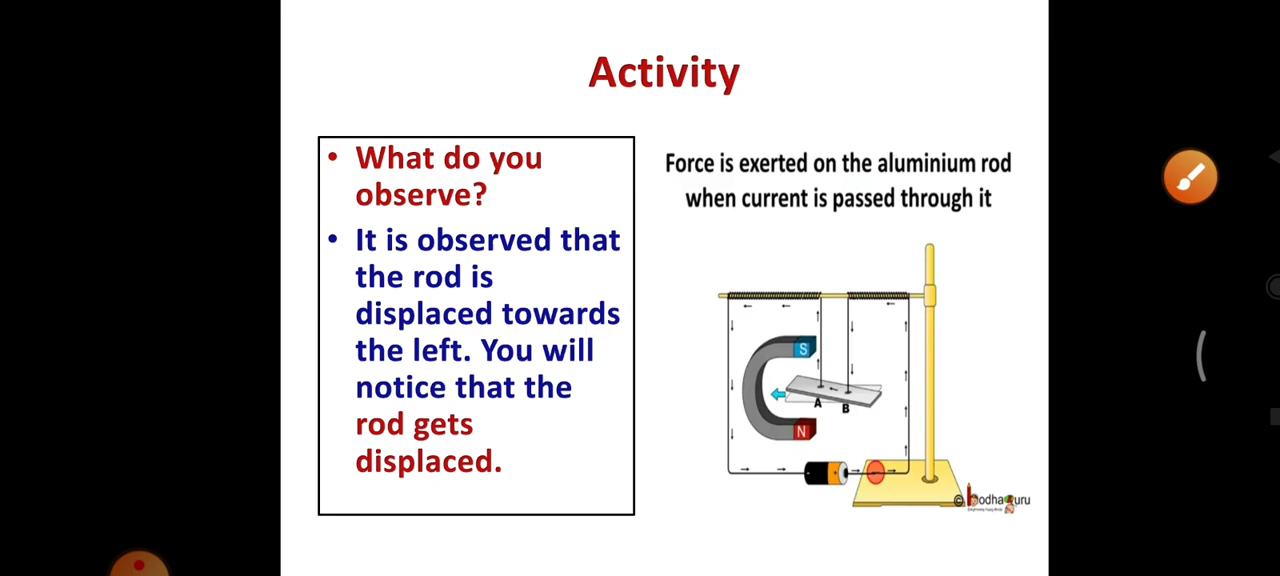 Activity
• What do you
observe?
• It is observed that
the rod is
displaced towards
the left. You will
notice that the
rod gets
displaced.
Force is exerted on the aluminium rod
when current is passed through it
S
A
B
N
© bodhaguru